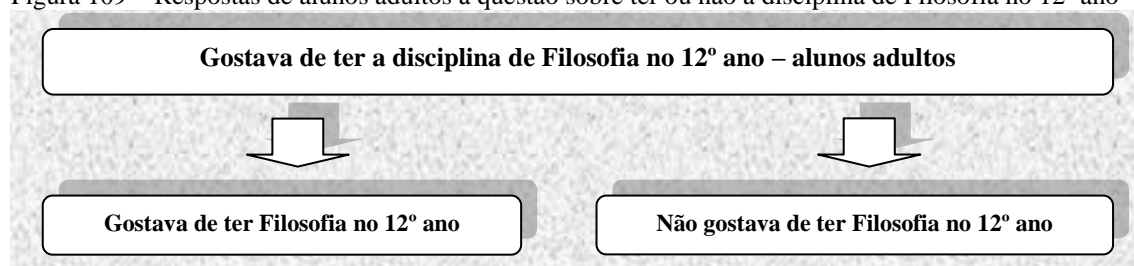 Figura 109 – Respostas de alunos adultos à questão sobre ter ou não a disciplina de Filosofia no 12º ano
Gostava de ter a disciplina de Filosofia no 12º ano – alunos adultos
Gostava de ter Filosofia no 12º ano
Não gostava de ter Filosofia no 12º ano